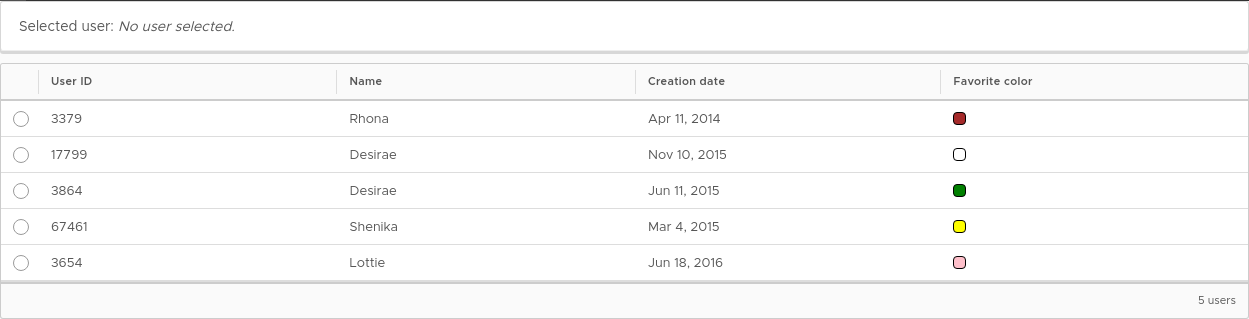 Selected user: No user selected.
User ID Name Creation date Favorite color
3379 Rhona Apr 11, 2014
17799 Desirae Nov 10, 2015
3864 Desirae Jun 11, 2015
67461 Shenika Mar 4, 2015
3654 Lottie Jun 18, 2016
5 users